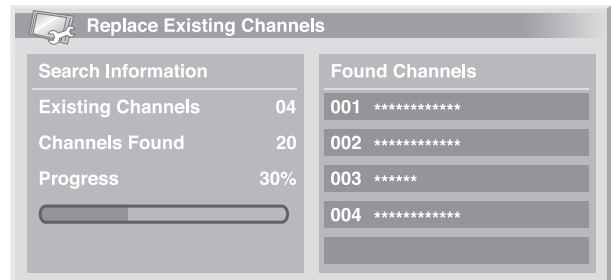 Replace Existing Channels
Search Information
Existing Channels 04
Channels Found 20
Progress 30%
Found Channels
001 ************
002 ************
003 ******
004 ************